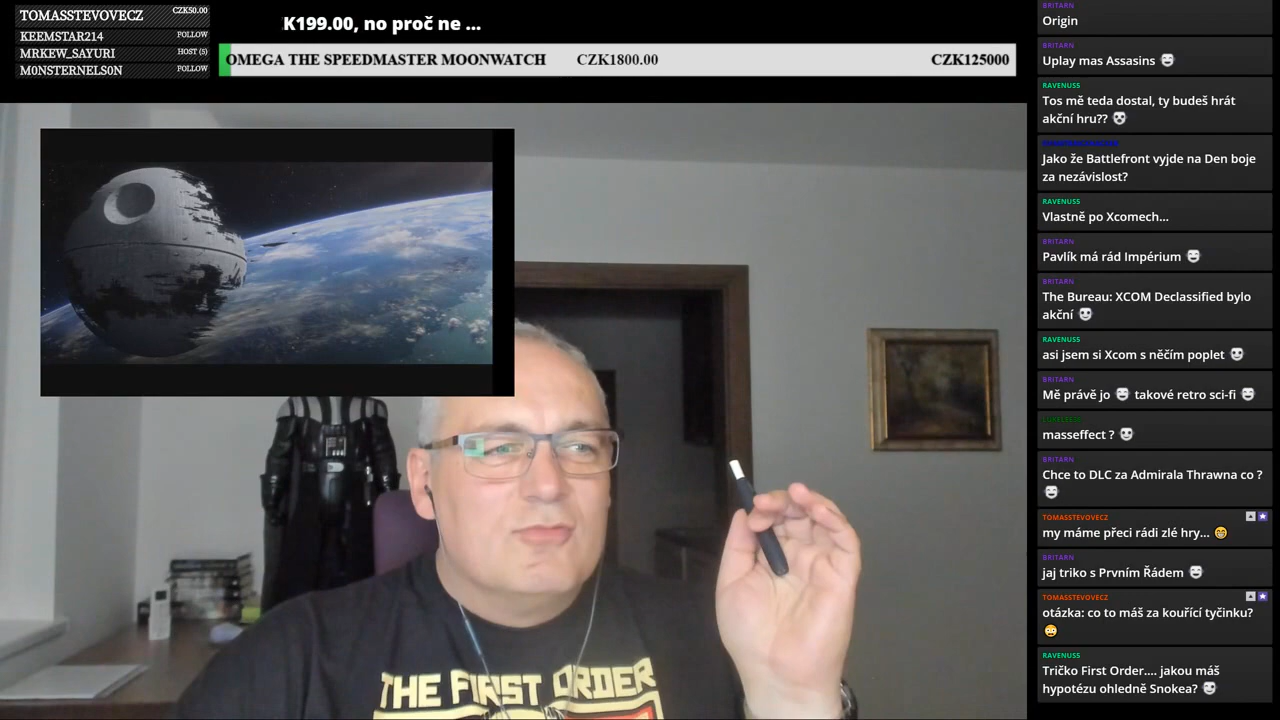 TOMASSTEVOVECZ CZK50.00
KEEMSTAR214 FOLLOW
MRKEW_SAYURI HOST (5)
M0NSTERNELS0N FOLLOW
K199.00, no proč ne ...
OMEGA THE SPEEDMASTER MOONWATCH CZK1800.00 CZK125000
THE FIRST ORDER
BRITARN
Origin
BRITARN
Uplay mas Assasins
RAVENUSS
Tos mě teda dostal, ty budeš hrát
akční hru??
Jako že Battlefront vyjde na Den boje
za nezávislost?
RAVENUSS
Vlastně po Xcomech...
BRITARN
Pavlík má rád Impérium
BRITARN
The Bureau: XCOM Declassified bylo
akční
RAVENUSS
asi jsem si Xcom s něčím poplet
BRITARN
Mě právě jo takové retro sci-fi
masseffect ?
BRITARN
Chce to DLC za Admirala Thrawna co ?
TOMASSTEVOVECZ
my máme přeci rádi zlé hry...
BRITARN
jaj triko s Prvním Řádem
TOMASSTEVOVECZ
otázka: co to máš za kouřící tyčinku?
RAVENUSS
Tričko First Order.... jakou máš
hypotézu ohledně Snokea?